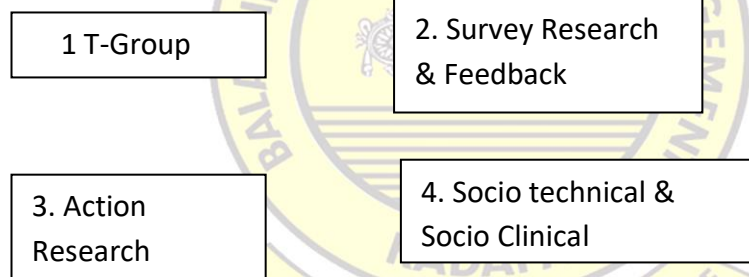 1 T-Group
2. Survey Research
& Feedback
3. Action
Research
4. Socio technical &
Socio Clinical